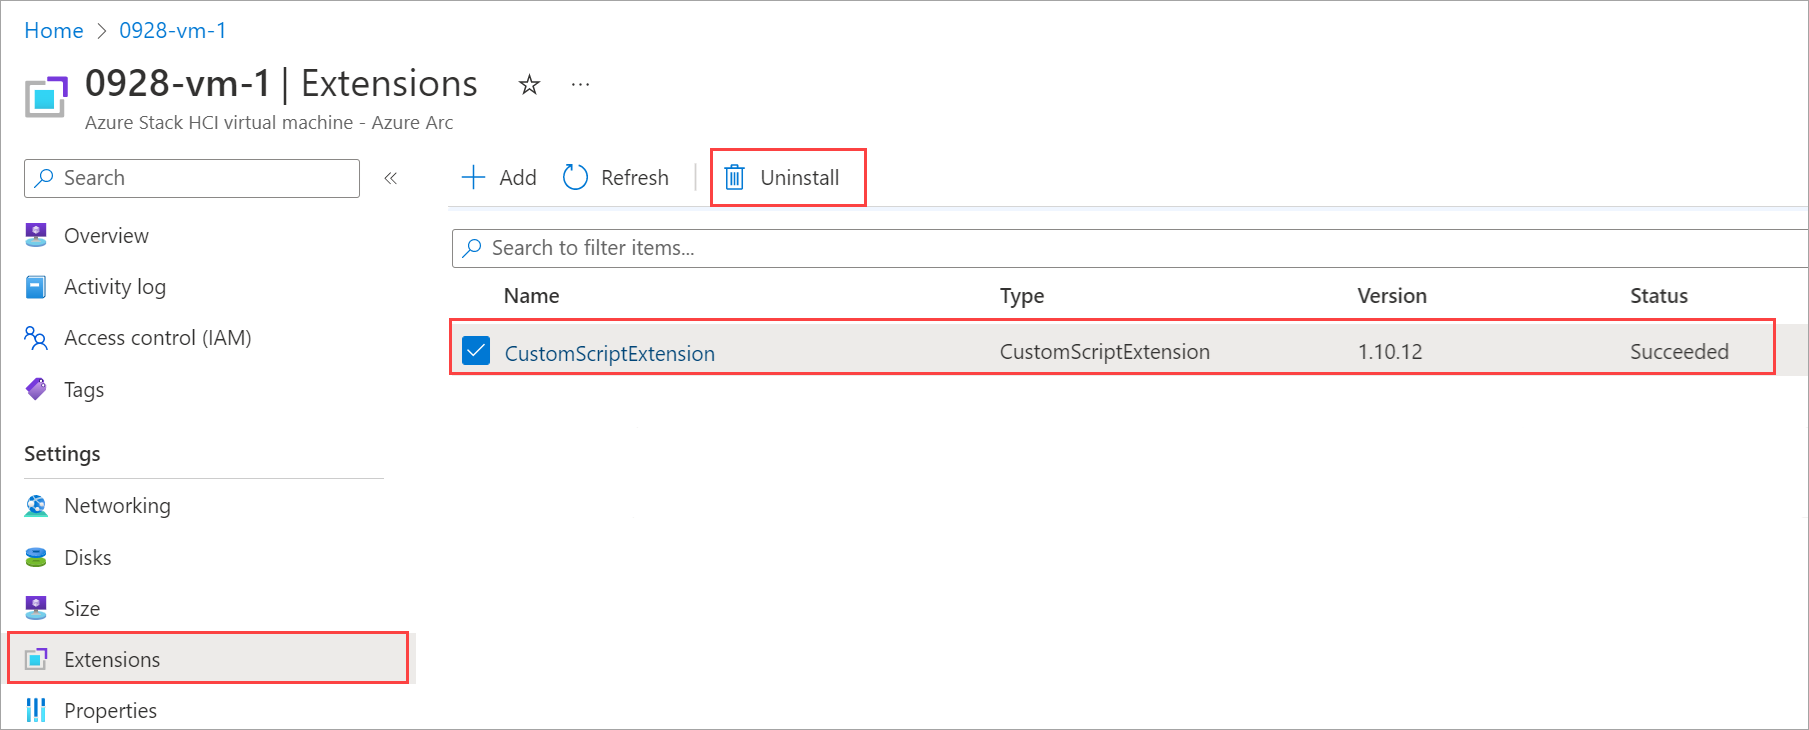 Home > 0928-vm-1
0928-vm-1 | Extensions ☆ ...
Azure Stack HCI virtual machine - Azure Arc
Search «
Overview
Activity log
Access control (IAM)
Tags
Settings
Networking
Disks
Size
Extensions
Properties
+ Add Refresh | Uninstall
Search to filter items...
Name Type Version Status
CustomScriptExtension CustomScriptExtension 1.10.12 Succeeded